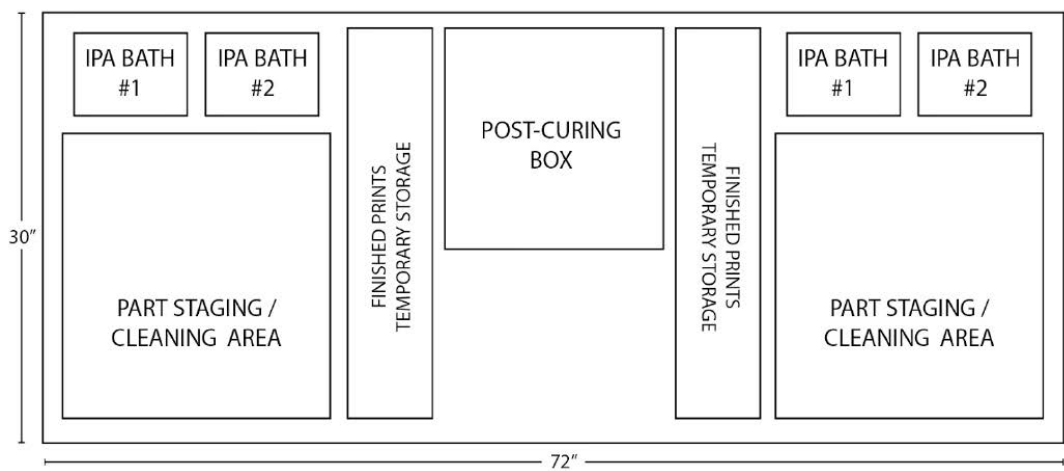 IPA BATH
#1
IPA BATH
#2
FINISHED PRINTS
TEMPORARY STORAGE
POST-CURING
BOX
FINISHED PRINTS
TEMPORARY STORAGE
IPA BATH
#1
IPA BATH
#2
30"
PART STAGING /
CLEANING AREA
PART STAGING /
CLEANING AREA
72"